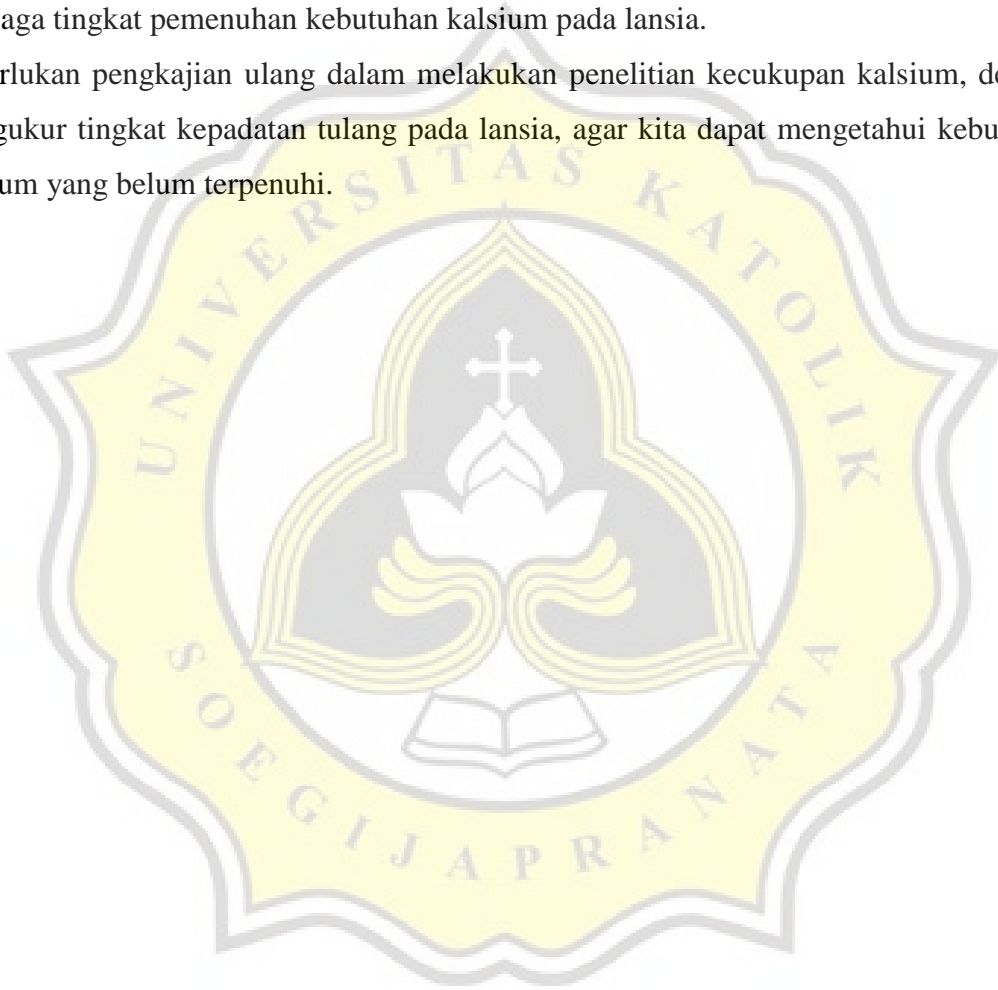 aga tingkat pemenuhan kebutuhan kalsium pada lansia.
rlukan pengkajian ulang dalam melakukan penelitian kecukupan kalsium, de
gukur tingkat kepadatan tulang pada lansia, agar kita dapat mengetahui kebu
um yang belum terpenuhi.
UNIVERSITAS KATOLIK
SOEGIJAPRANATA